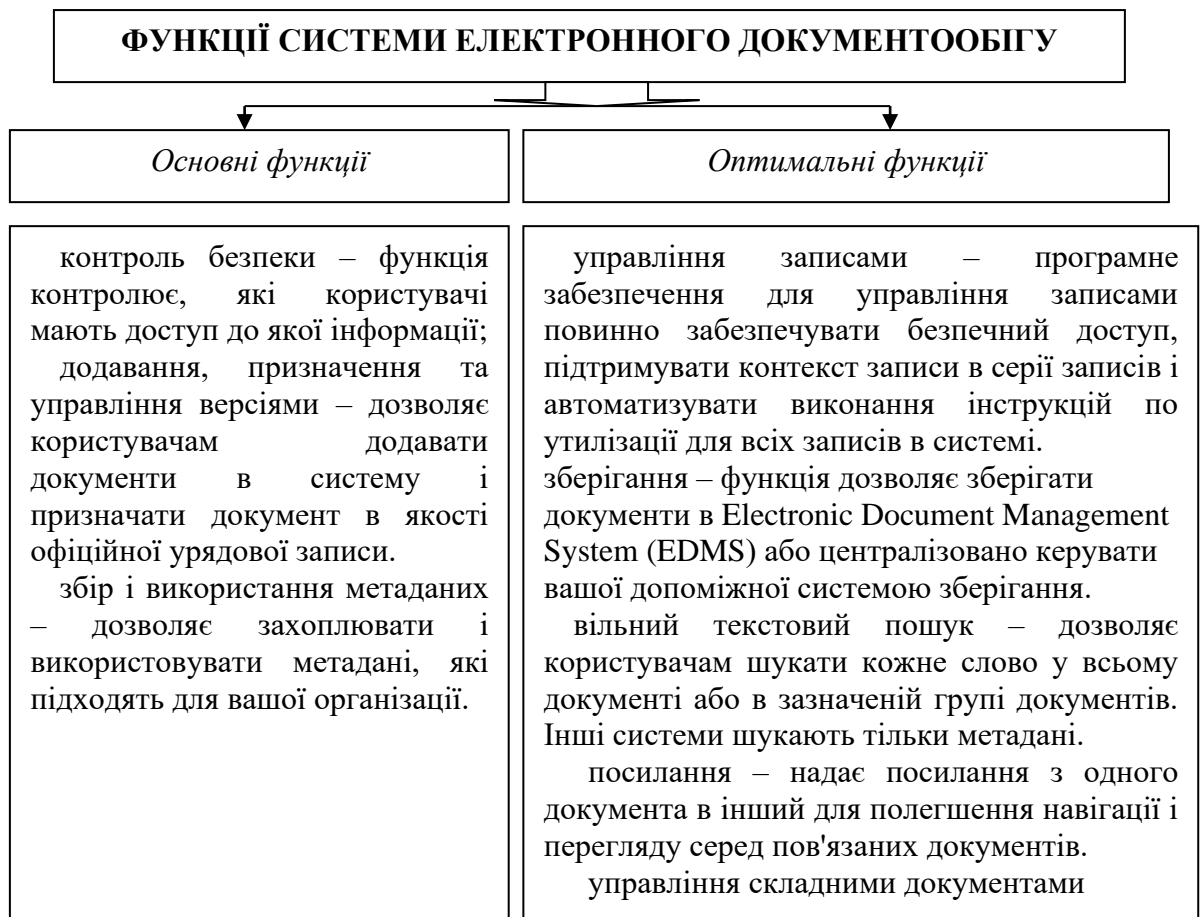 ФУНКЦІЇ СИСТЕМИ ЕЛЕКТРОННОГО ДОКУМЕНТООБІГУ
Основні функції
Оптимальні функції
контроль безпеки – функція
контролює, які користувачі
мають доступ до якої інформації;
додавання, призначення та
управління версіями – дозволяє
користувачам додавати
документи в систему і
призначати документ в якості
офіційної урядової записи.
збір і використання метаданих
– дозволяє захоплювати і
використовувати метадані, які
підходять для вашої організації.
управління записами – програмне
забезпечення для управління записами
повинно забезпечувати безпечний доступ,
підтримувати контекст записи в серії записів і
автоматизувати виконання інструкцій по
утилізації для всіх записів в системі.
зберігання – функція дозволяє зберігати
документи в Electronic Document Management
System (EDMS) або централізовано керувати
вашої допоміжної системою зберігання.
вільний текстовий пошук – дозволяє
користувачам шукати кожне слово у всьому
документі або в зазначеній групі документів.
Інші системи шукають тільки метадані.
посилання – надає посилання з одного
документа в інший для полегшення навігації і
перегляду серед пов'язаних документів.
управління складними документами